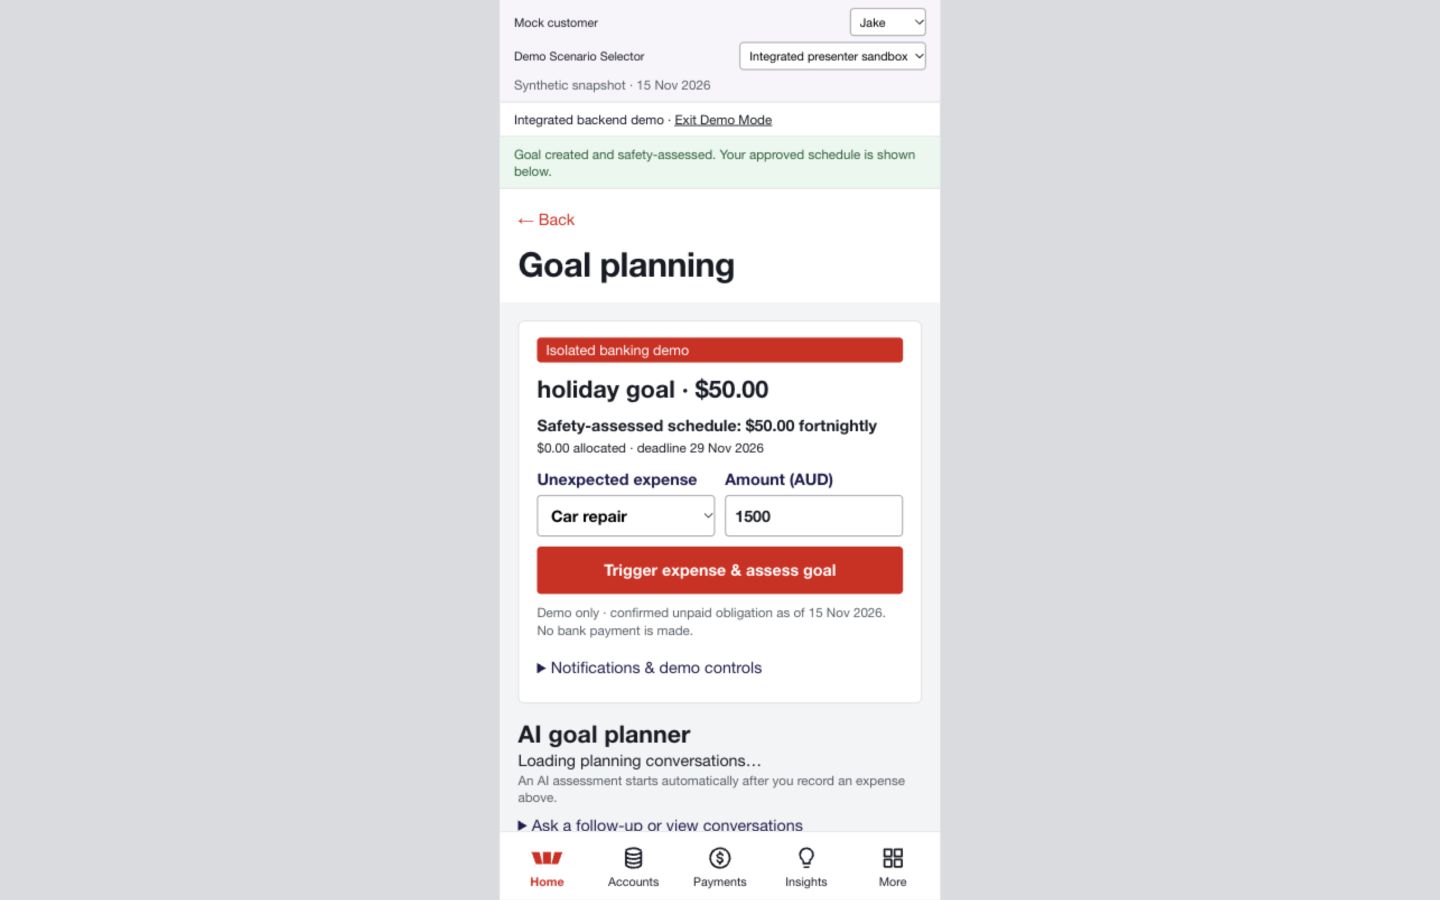 Mock customer
Jake
Demo Scenario Selector
Integrated presenter sandbox
Synthetic snapshot · 15 Nov 2026
Integrated backend demo · Exit Demo Mode
Goal created and safety-assessed. Your approved schedule is shown
below.
← Back
Goal planning
Isolated banking demo
holiday goal · $50.00
Safety-assessed schedule: $50.00 fortnightly
$0.00 allocated · deadline 29 Nov 2026
Unexpected expense
Amount (AUD)
Car repair
1500
Trigger expense & assess goal
Demo only · confirmed unpaid obligation as of 15 Nov 2026.
No bank payment is made.
▶ Notifications & demo controls
AI goal planner
Loading planning conversations…
An AI assessment starts automatically after you record an expense
above.
▶ Ask a follow-up or view conversations
Home
Accounts
Payments
Insights
More